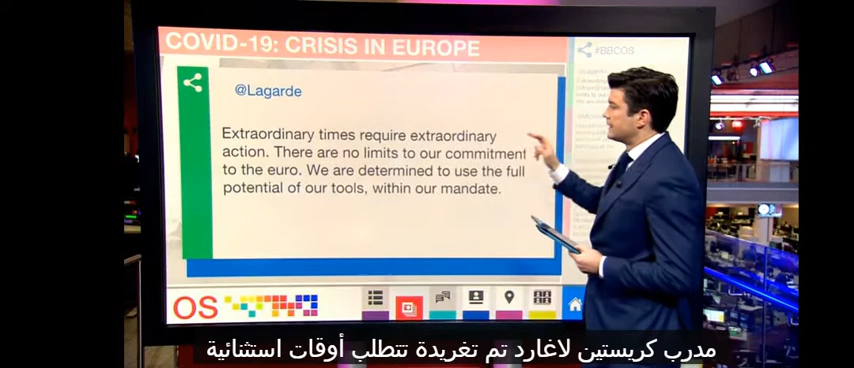 COVID-19: CRISIS IN EUROPE
#BBCOS
@Lagarde
Extraordinary times require extraordinary
action. There are no limits to our commitment
to the euro. We are determined to use the full
potential of our tools, within our mandate.
OS
مدرب كريستين لاغارد تم تغريدة تتطلب أوقات استثنائية